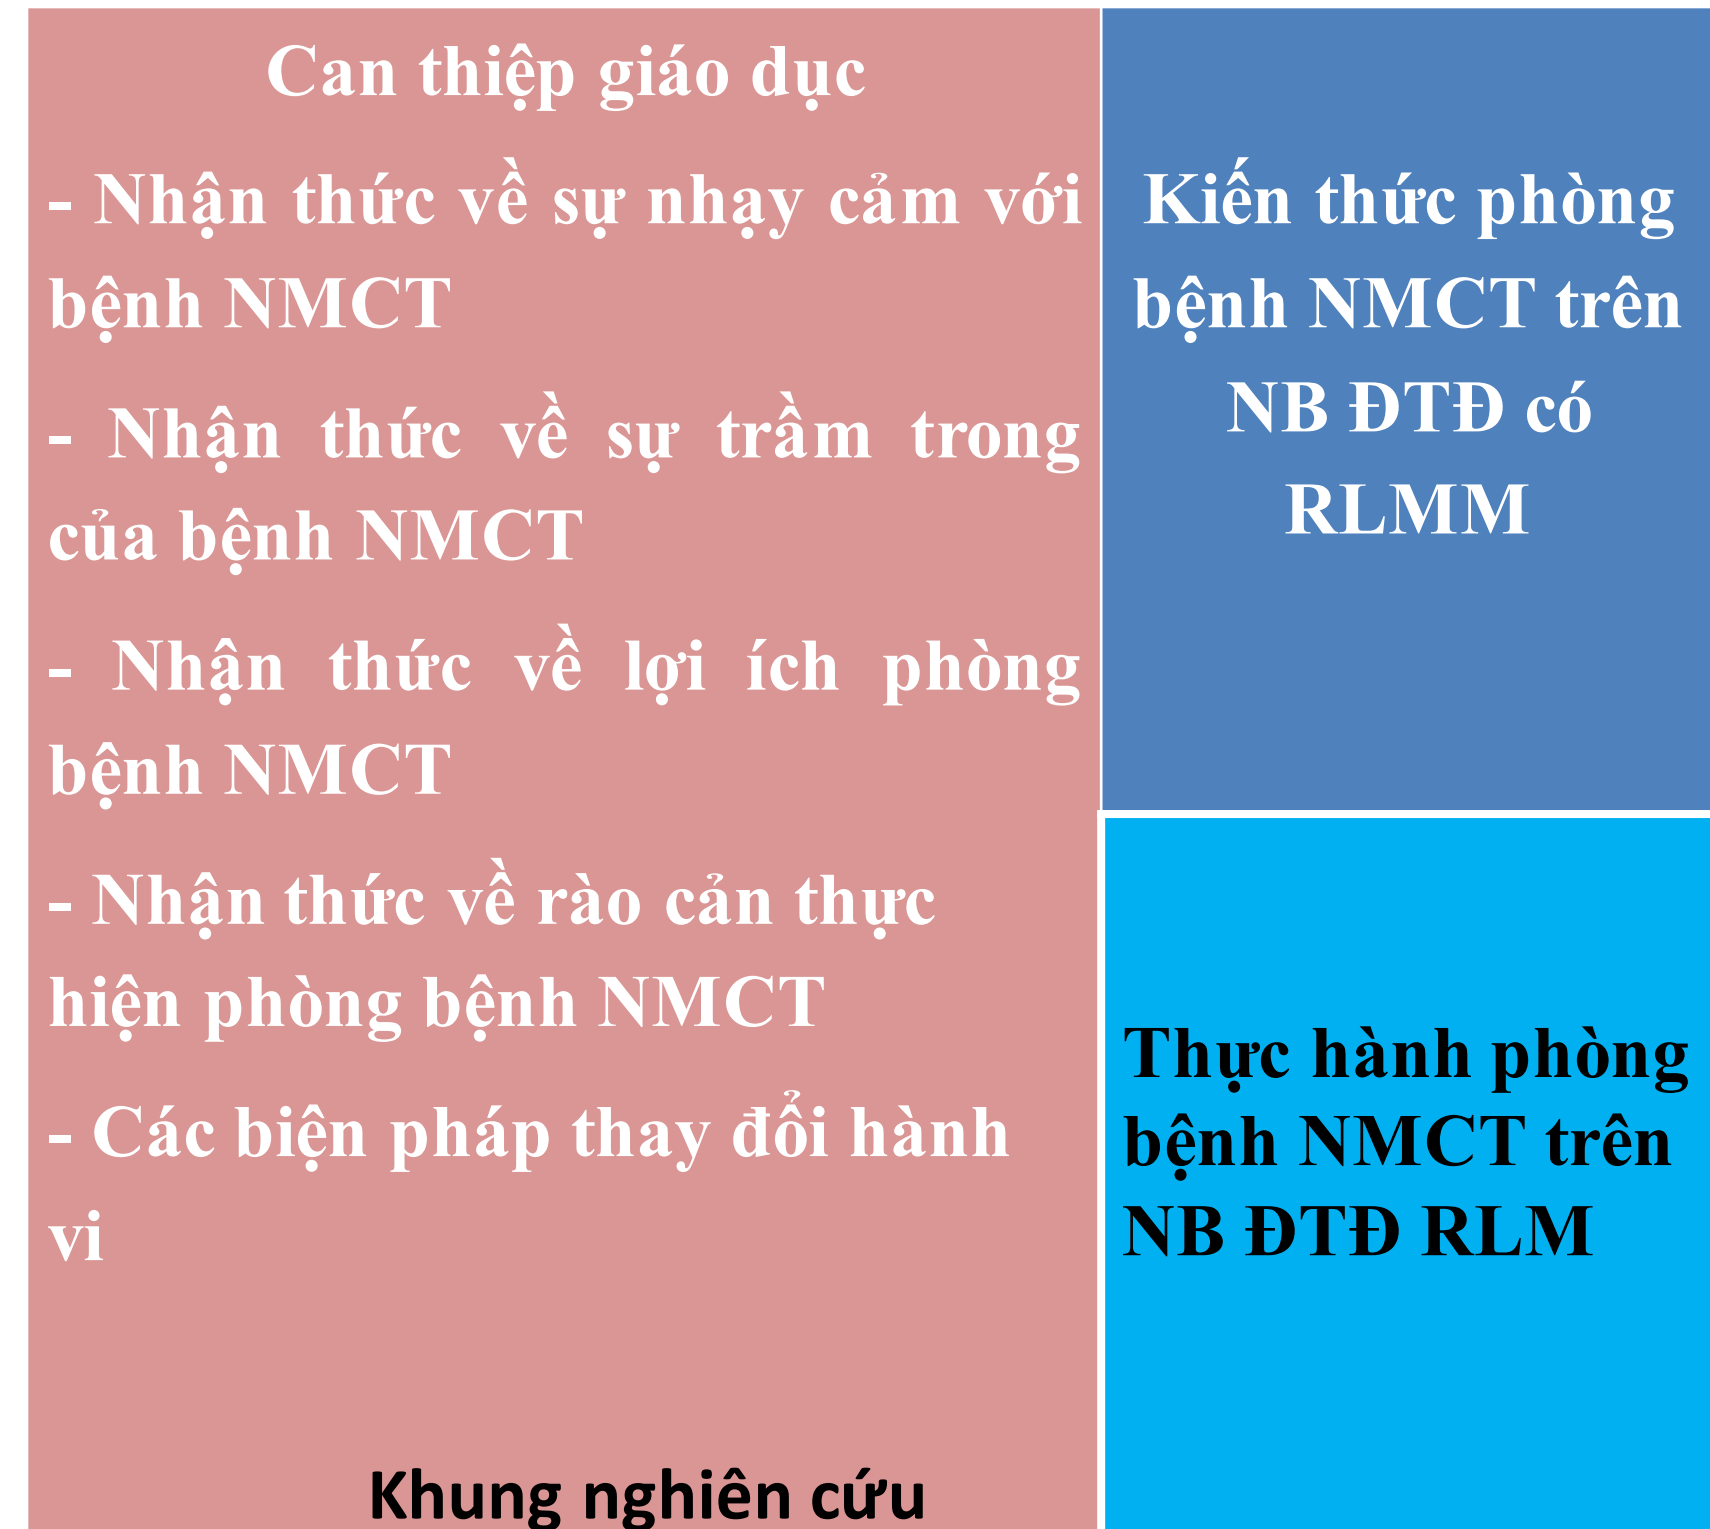 Can thiệp giáo dục
- Nhận thức về sự nhạy cảm với
bệnh NMCT
- Nhận thức về sự trầm trong
của bệnh NMCT
- Nhận thức về lợi ích phòng
bệnh NMCT
- Nhận thức về rào cản thực
hiện phòng bệnh NMCT
- Các biện pháp thay đổi hành
vi
Kiến thức phòng
bệnh NMCT trên
NB ĐTĐ có
RLMM
Thực hành phòng
bệnh NMCT trên
NB ĐTĐ RLM
Khung nghiên cứu